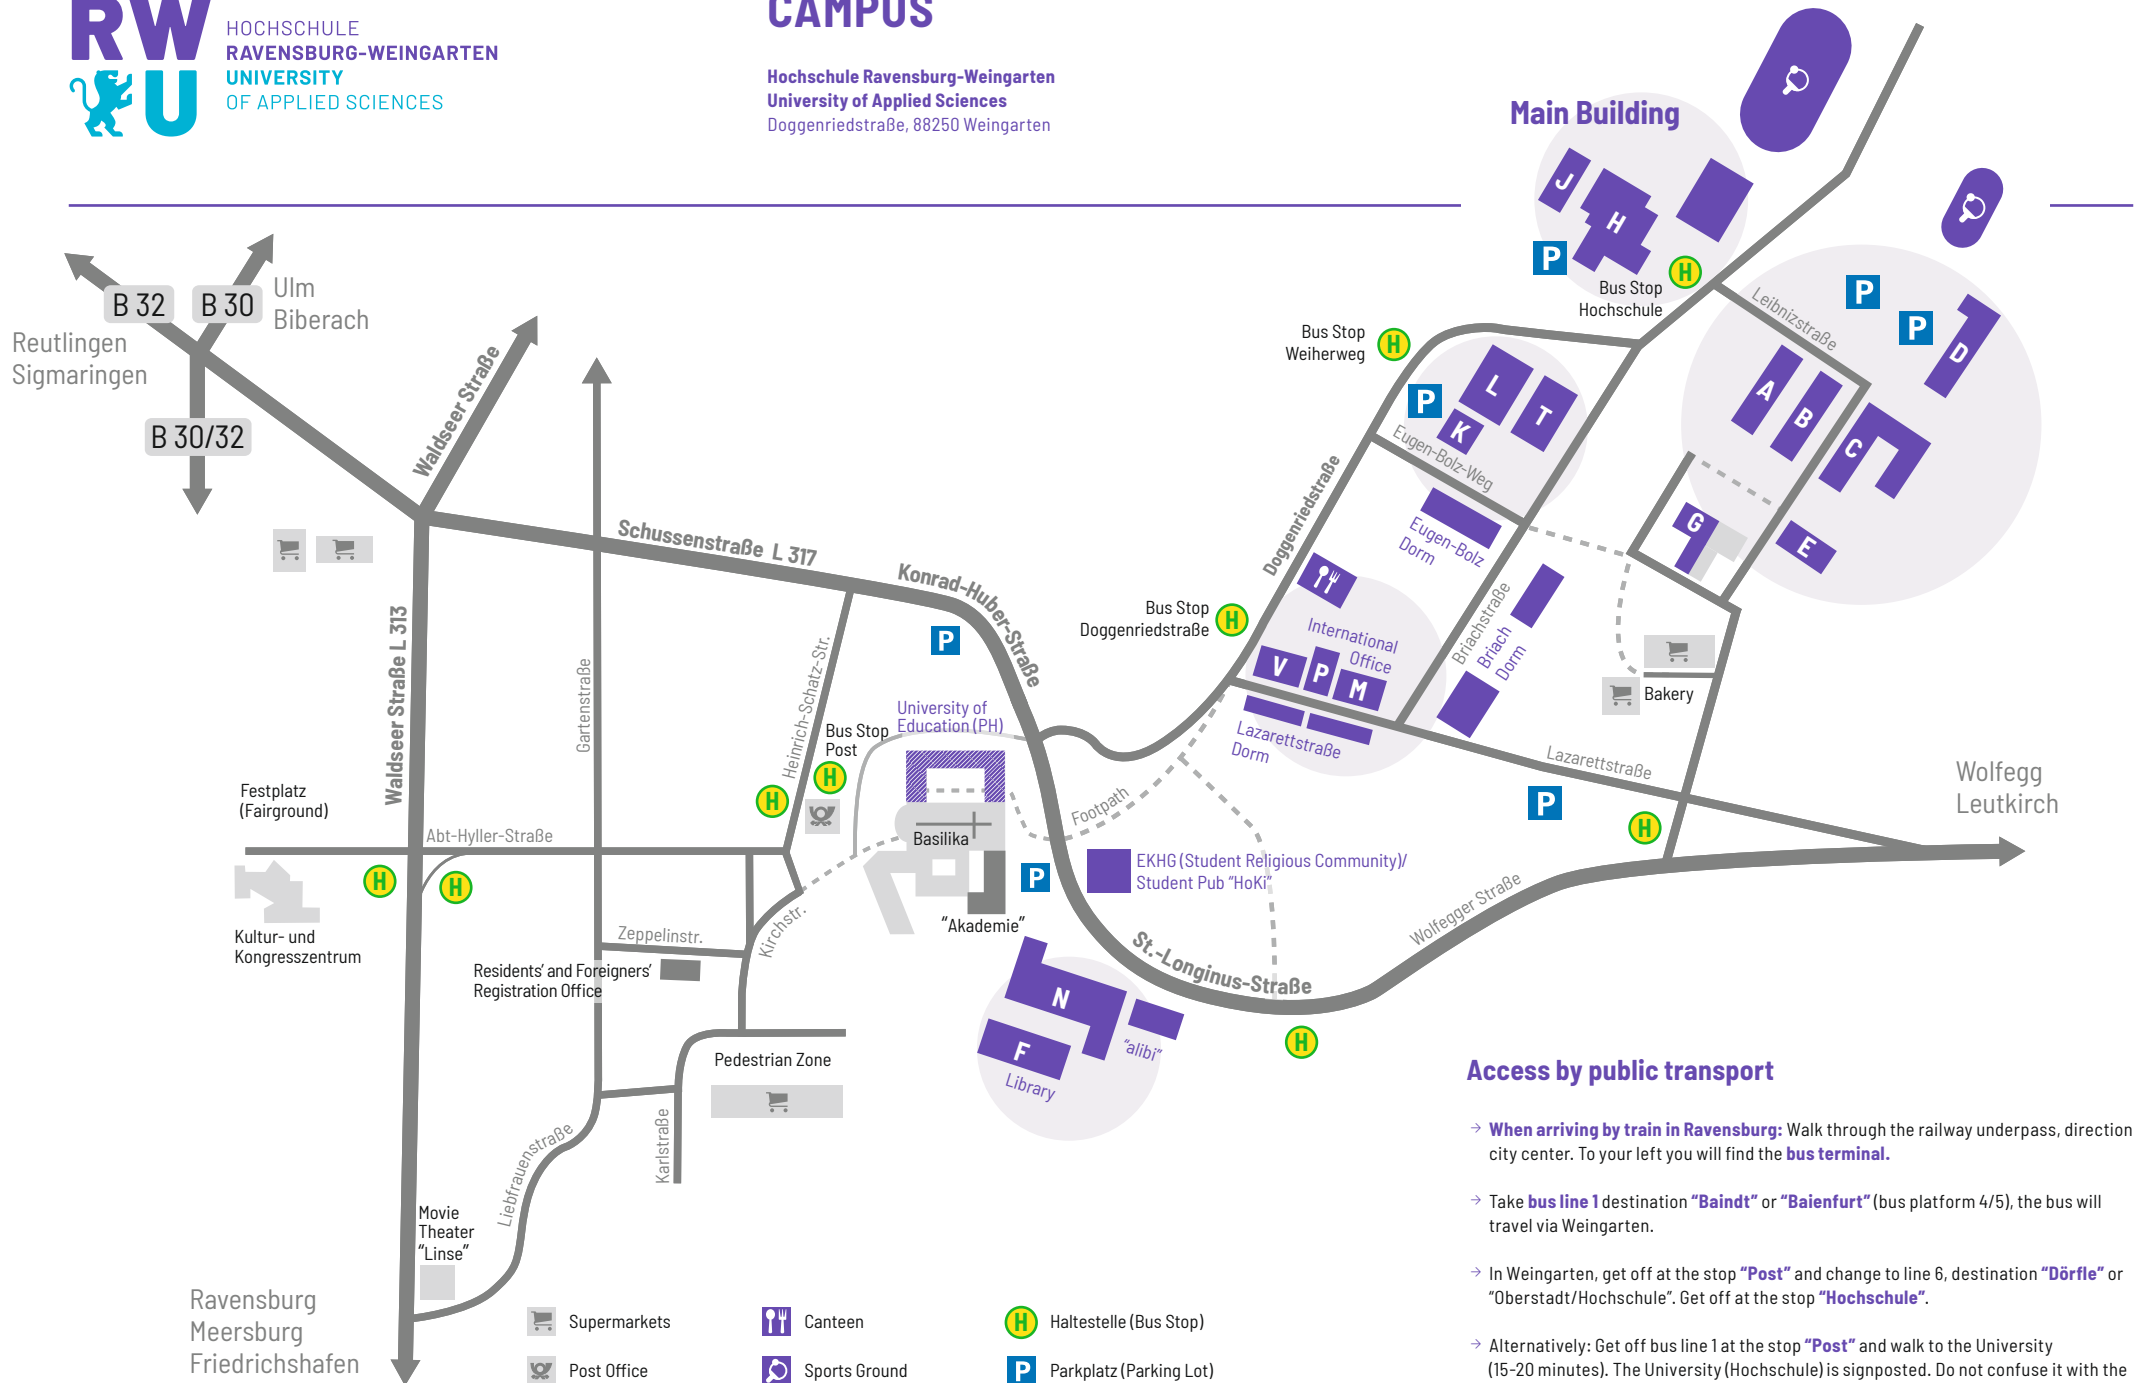 RW
U
HOCHSCHULE
RAVENSBURG-WEINGARTEN
UNIVERSITY
OF APPLIED SCIENCES
CAMPUS
Hochschule Ravensburg-Weingarten
University of Applied Sciences
Doggenriedstraße, 88250 Weingarten
Main Building
J
H
P
H
Bus Stop
Hochschule
B 32
B 30
Ulm
Biberach
Reutlingen
Sigmaringen
B 30/32
Waldseer Straße
Bus Stop
Weiherweg
H
Leibnizstraße
P
P
D
A
B
C
G
E
P
L
T
K
Eugen-Bolz-Weg
Eugen-Bolz
Dorm
Doggenriedstraße
Schussenstraße L 317
Konrad-Huber-Straße
P
Waldseer Straße L 313
Gartenstraße
Heinrich-Schatz-Str.
Bus Stop
Doggenriedstraße
H
International
Office
V
P
M
Briachstraße
Briach
Dorm
Bakery
Lazarettstraße
Dorm
Lazarettstraße
University of
Education (PH)
Bus Stop
Post
H
H
Festplatz
(Fairground)
Abt-Hyller-Straße
H
H
Kultur- und
Kongresszentrum
Basilika
"Akademie"
P
Footpath
EKHG (Student Religious Community)/
Student Pub "HoKi"
P
H
Wolfegg
Leutkirch
Wolfegger Straße
St.-Longinus-Straße
H
Kirchstr.
Zeppelinstr.
Residents' and Foreigners'
Registration Office
N
F
Library
"alibi"
Pedestrian Zone
Karlstraße
Liebfrauenstraße
Movie
Theater
"Linse"
Ravensburg
Meersburg
Friedrichshafen
Supermarkets
Post Office
Canteen
Sports Ground
H
Haltestelle (Bus Stop)
P
Parkplatz (Parking Lot)
Access by public transport
→ When arriving by train in Ravensburg: Walk through the railway underpass, direction
city center. To your left you will find the bus terminal.
→ Take bus line 1 destination "Baindt" or "Baienfurt" (bus platform 4/5), the bus will
travel via Weingarten.
→ In Weingarten, get off at the stop "Post" and change to line 6, destination "Dörfle" or
"Oberstadt/Hochschule". Get off at the stop "Hochschule".
→ Alternatively: Get off bus line 1 at the stop "Post" and walk to the University
(15-20 minutes). The University (Hochschule) is signposted. Do not confuse it with the